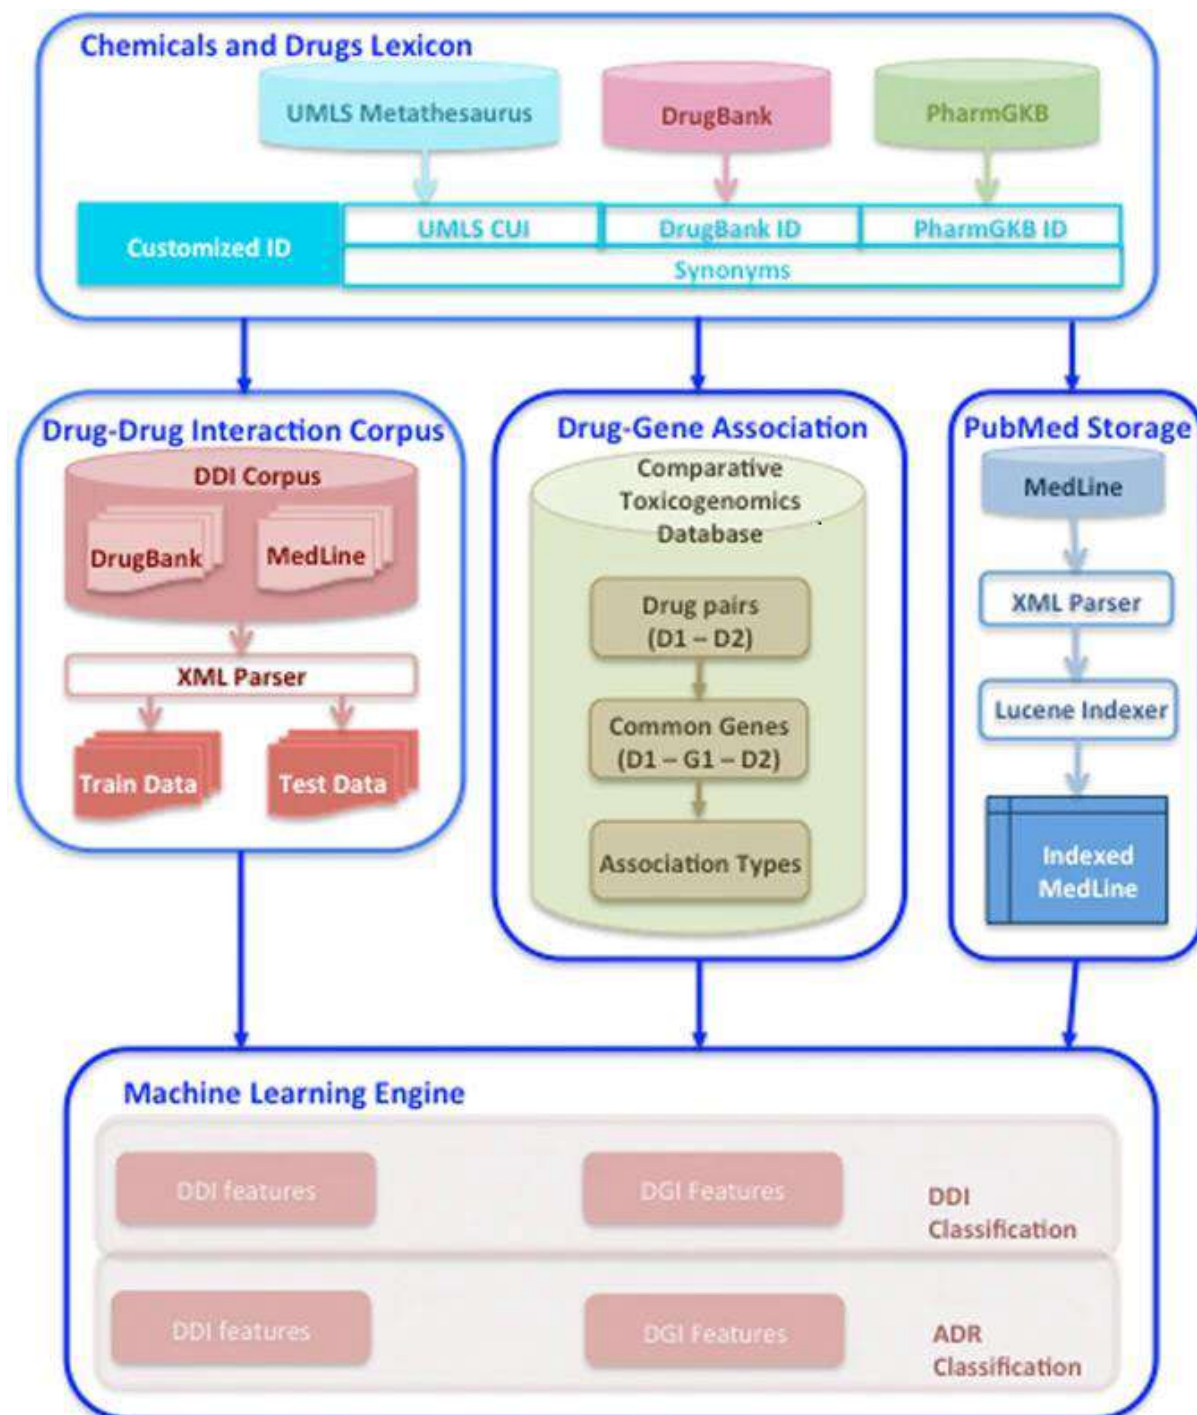 Chemicals and Drugs Lexicon
UMLS Metathesaurus
DrugBank
PharmGKB
Customized ID
UMLS CUI
DrugBank ID
PharmGKB ID
Synonyms
Drug-Drug Interaction Corpus
DDI Corpus
DrugBank
MedLine
XML Parser
Train Data
Test Data
Drug-Gene Association
Comparative
Toxicogenomics
Database
Drug pairs
(D1 – D2)
Common Genes
(D1 – G1 – D2)
Association Types
PubMed Storage
MedLine
XML Parser
Lucene Indexer
Indexed
MedLine
Machine Learning Engine
DDI features
DGI Features
DDI
Classification
DDI features
DGI Features
ADR
Classification